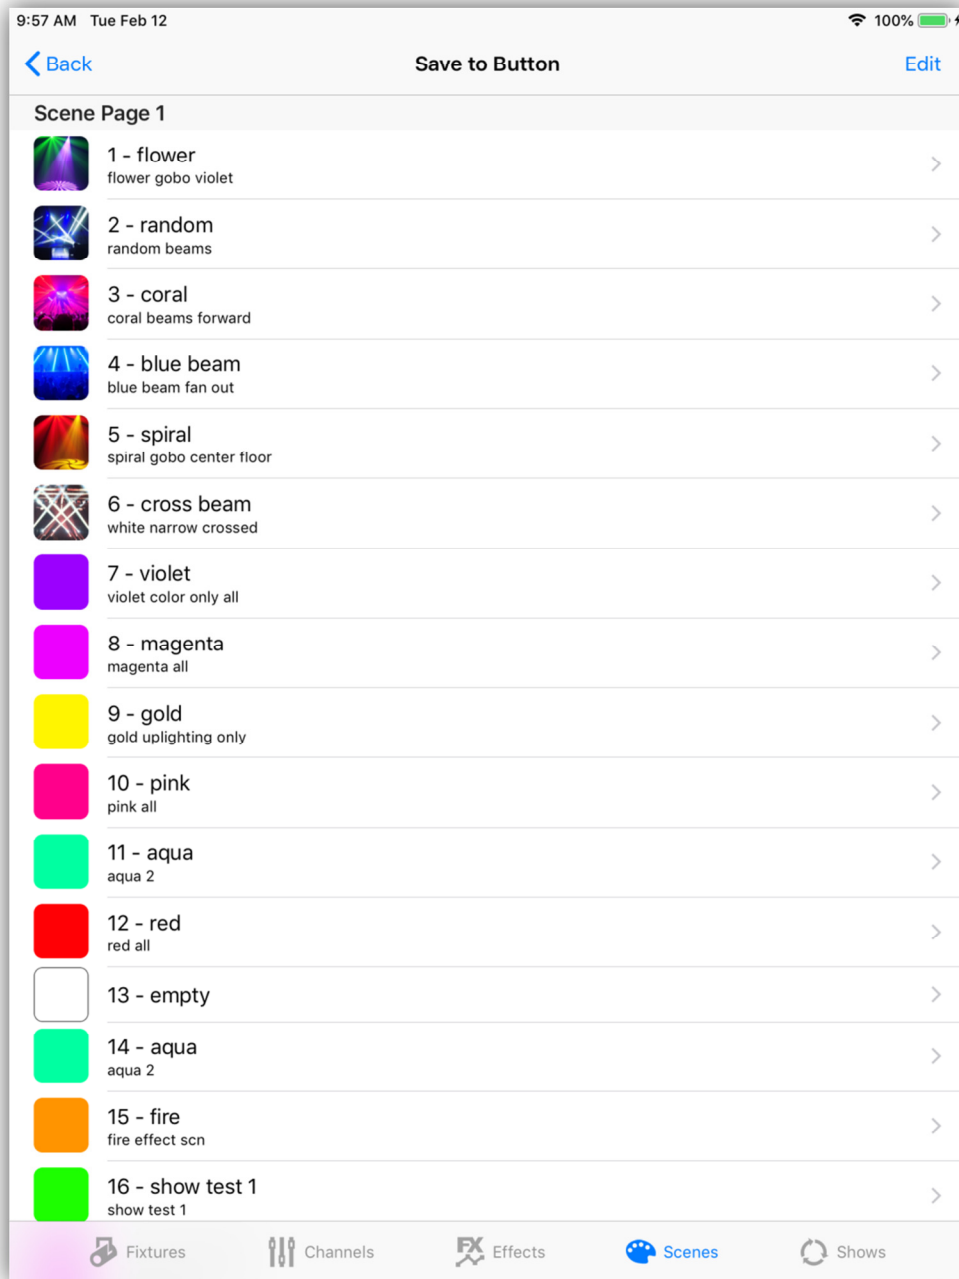 9:57 AM Tue Feb 12 100%
Back Save to Button Edit
Scene Page 1
1 - flower
flower gobo violet
2 - random
random beams
3 - coral
coral beams forward
4 - blue beam
blue beam fan out
5 - spiral
spiral gobo center floor
6 - cross beam
white narrow crossed
7 - violet
violet color only all
8 - magenta
magenta all
9 - gold
gold uplighting only
10 - pink
pink all
11 - aqua
aqua 2
12 - red
red all
13 - empty
14 - aqua
aqua 2
15 - fire
fire effect scn
16 - show test 1
show test 1
Fixtures Channels FX Effects Scenes Shows